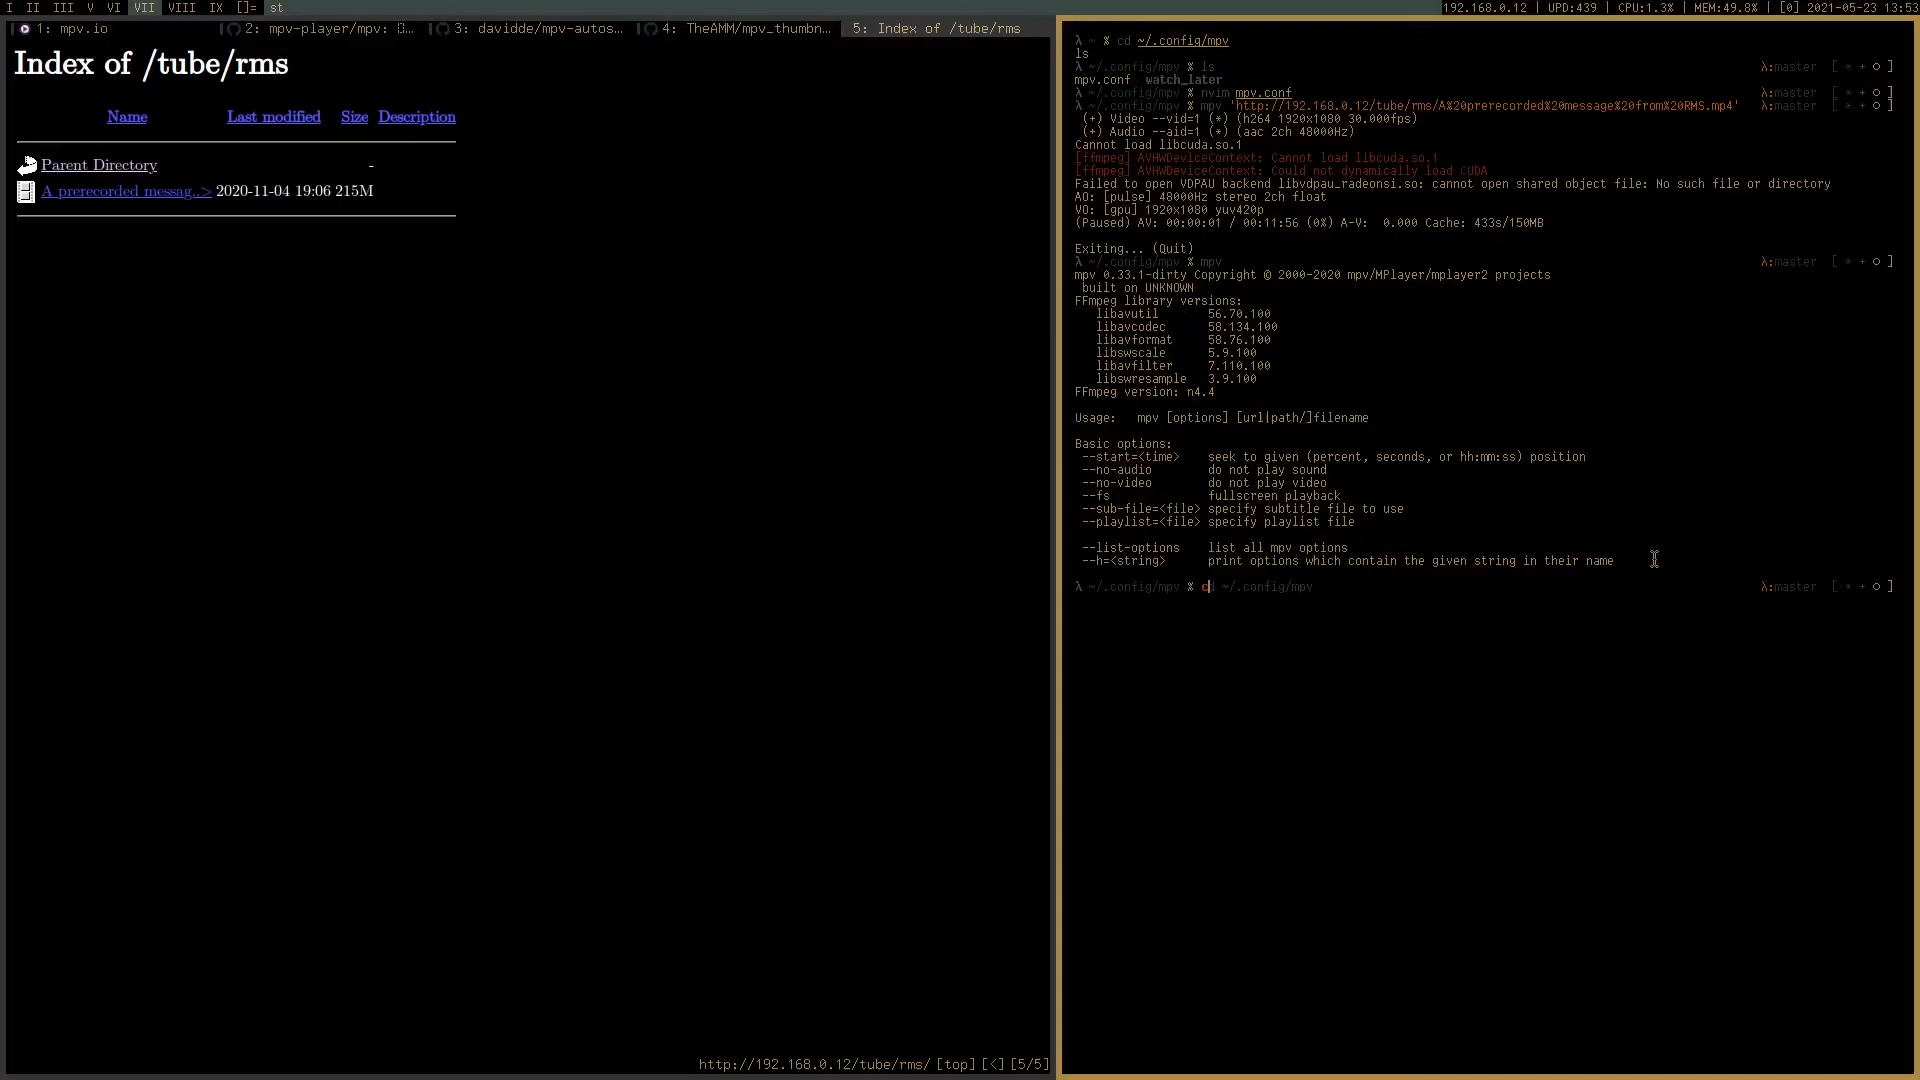 I II III V VI VII VIII IX []= st
192.168.0.12 | UPD:439 | CPU:1.3% | MEM:49.8% | [0] 2021-05-23 13:53
1: mpv.io
2: mpv-player/mpv: …
3: davidde/mpv-autos…
4: TheAMM/mpv_thumbn…
5: Index of /tube/rms
Index of /tube/rms
Name Last modified Size Description
Parent Directory -
A prerecorded messag..> 2020-11-04 19:06 215M
http://192.168.0.12/tube/rms/ [top] [<] [5/5]
λ ~ % cd ~/.config/mpv
ls
λ ~/.config/mpv % ls λ:master [ * + o ]
mpv.conf watch_later
λ ~/.config/mpv % nvim mpv.conf λ:master [ * + o ]
λ ~/.config/mpv % mpv 'http://192.168.0.12/tube/rms/A%20prerecorded%20message%20from%20RMS.mp4' λ:master [ * + o ]
(+) Video --vid=1 (*) (h264 1920x1080 30.000fps)
(+) Audio --aid=1 (*) (aac 2ch 48000Hz)
Cannot load libcuda.so.1
[ffmpeg] AVHWDeviceContext: Cannot load libcuda.so.1
[ffmpeg] AVHWDeviceContext: Could not dynamically load CUDA
Failed to open VDPAU backend libvdpau_radeonsi.so: cannot open shared object file: No such file or directory
AO: [pulse] 48000Hz stereo 2ch float
VO: [gpu] 1920x1080 yuv420p
(Paused) AV: 00:00:01 / 00:11:56 (0%) A-V: 0.000 Cache: 433s/150MB
Exiting... (Quit)
λ ~/.config/mpv % mpv λ:master [ * + o ]
mpv 0.33.1-dirty Copyright © 2000-2020 mpv/MPlayer/mplayer2 projects
built on UNKNOWN
FFmpeg library versions:
libavutil 56.70.100
libavcodec 58.134.100
libavformat 58.76.100
libswscale 5.9.100
libavfilter 7.110.100
libswresample 3.9.100
FFmpeg version: n4.4
Usage: mpv [options] [url|path/]filename
Basic options:
--start=<time> seek to given (percent, seconds, or hh:mm:ss) position
--no-audio do not play sound
--no-video do not play video
--fs fullscreen playback
--sub-file=<file> specify subtitle file to use
--playlist=<file> specify playlist file
--list-options list all mpv options
--h=<string> print options which contain the given string in their name
λ ~/.config/mpv % cd ~/.config/mpv λ:master [ * + o ]